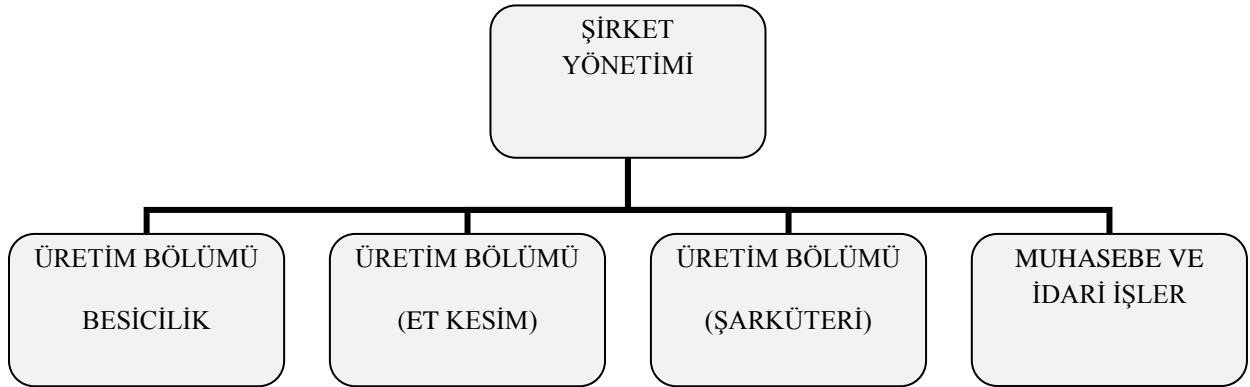 ŞİRKET
YÖNETİMİ
ÜRETİM BÖLÜMÜ
BESİCİLİK
ÜRETİM BÖLÜMÜ
(ET KESİM)
ÜRETİM BÖLÜMÜ
(ŞARKÜTERİ)
MUHASEBE VE
İDARİ İŞLER